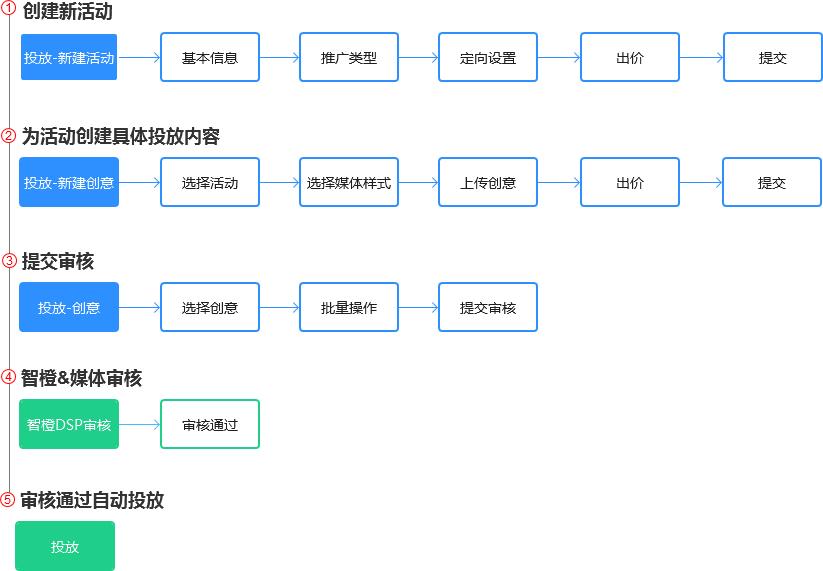 ① 创建新活动
投放-新建活动 基本信息 推广类型 定向设置 出价 提交
② 为活动创建具体投放内容
投放-新建创意 选择活动 选择媒体样式 上传创意 出价 提交
③ 提交审核
投放-创意 选择创意 批量操作 提交审核
④ 智橙&媒体审核
智橙DSP审核 审核通过
⑤ 审核通过自动投放
投放